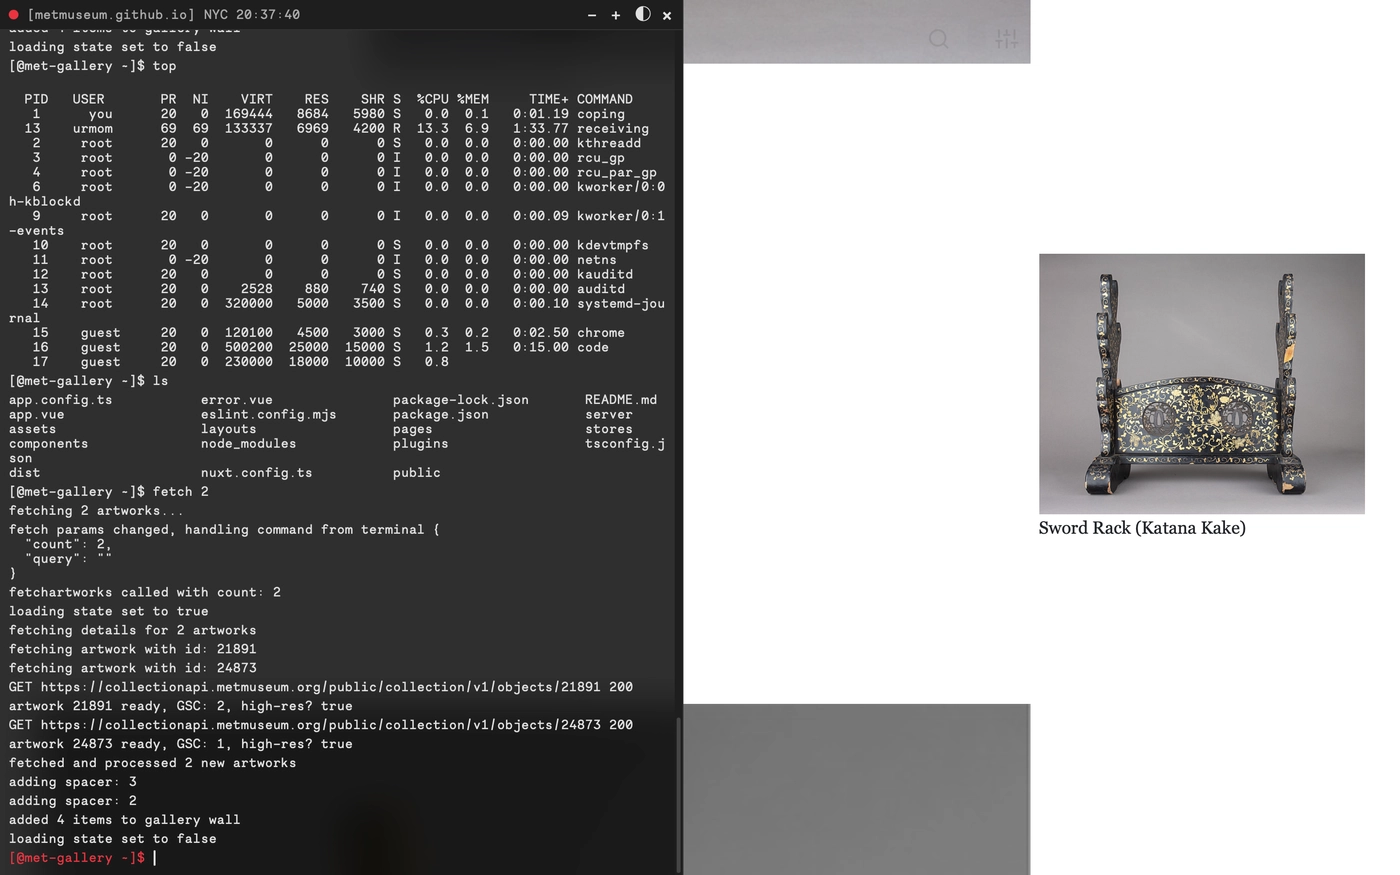 [metmuseum.github.io] NYC 20:37:40 − + ×
added 4 items to gallery wall
loading state set to false
[@met-gallery ~]$ top
PID USER PR NI VIRT RES SHR S %CPU %MEM TIME+ COMMAND
1 you 20 0 169444 8684 5980 S 0.0 0.1 0:01.19 coping
13 urmom 69 69 133337 6969 4200 R 13.3 6.9 1:33.77 receiving
2 root 20 0 0 0 0 S 0.0 0.0 0:00.00 kthreadd
3 root 0 -20 0 0 0 I 0.0 0.0 0:00.00 rcu_gp
4 root 0 -20 0 0 0 I 0.0 0.0 0:00.00 rcu_par_gp
6 root 0 -20 0 0 0 I 0.0 0.0 0:00.00 kworker/0:0
h-kblockd
9 root 20 0 0 0 0 I 0.0 0.0 0:00.09 kworker/0:1
-events
10 root 20 0 0 0 0 S 0.0 0.0 0:00.00 kdevtmpfs
11 root 0 -20 0 0 0 I 0.0 0.0 0:00.00 netns
12 root 20 0 0 0 0 S 0.0 0.0 0:00.00 kauditd
13 root 20 0 2528 880 740 S 0.0 0.0 0:00.00 auditd
14 root 20 0 320000 5000 3500 S 0.0 0.0 0:00.10 systemd-jou
rnal
15 guest 20 0 120100 4500 3000 S 0.3 0.2 0:02.50 chrome
16 guest 20 0 500200 25000 15000 S 1.2 1.5 0:15.00 code
17 guest 20 0 230000 18000 10000 S 0.8
[@met-gallery ~]$ ls
app.config.ts error.vue package-lock.json README.md
app.vue eslint.config.mjs package.json server
assets layouts pages stores
components node_modules plugins tsconfig.j
son
dist nuxt.config.ts public
[@met-gallery ~]$ fetch 2
fetching 2 artworks...
fetch params changed, handling command from terminal {
"count": 2,
"query": ""
}
fetchartworks called with count: 2
loading state set to true
fetching details for 2 artworks
fetching artwork with id: 21891
fetching artwork with id: 24873
GET https://collectionapi.metmuseum.org/public/collection/v1/objects/21891 200
artwork 21891 ready, GSC: 2, high-res? true
GET https://collectionapi.metmuseum.org/public/collection/v1/objects/24873 200
artwork 24873 ready, GSC: 1, high-res? true
fetched and processed 2 new artworks
adding spacer: 3
adding spacer: 2
added 4 items to gallery wall
loading state set to false
[@met-gallery ~]$
Sword Rack (Katana Kake)